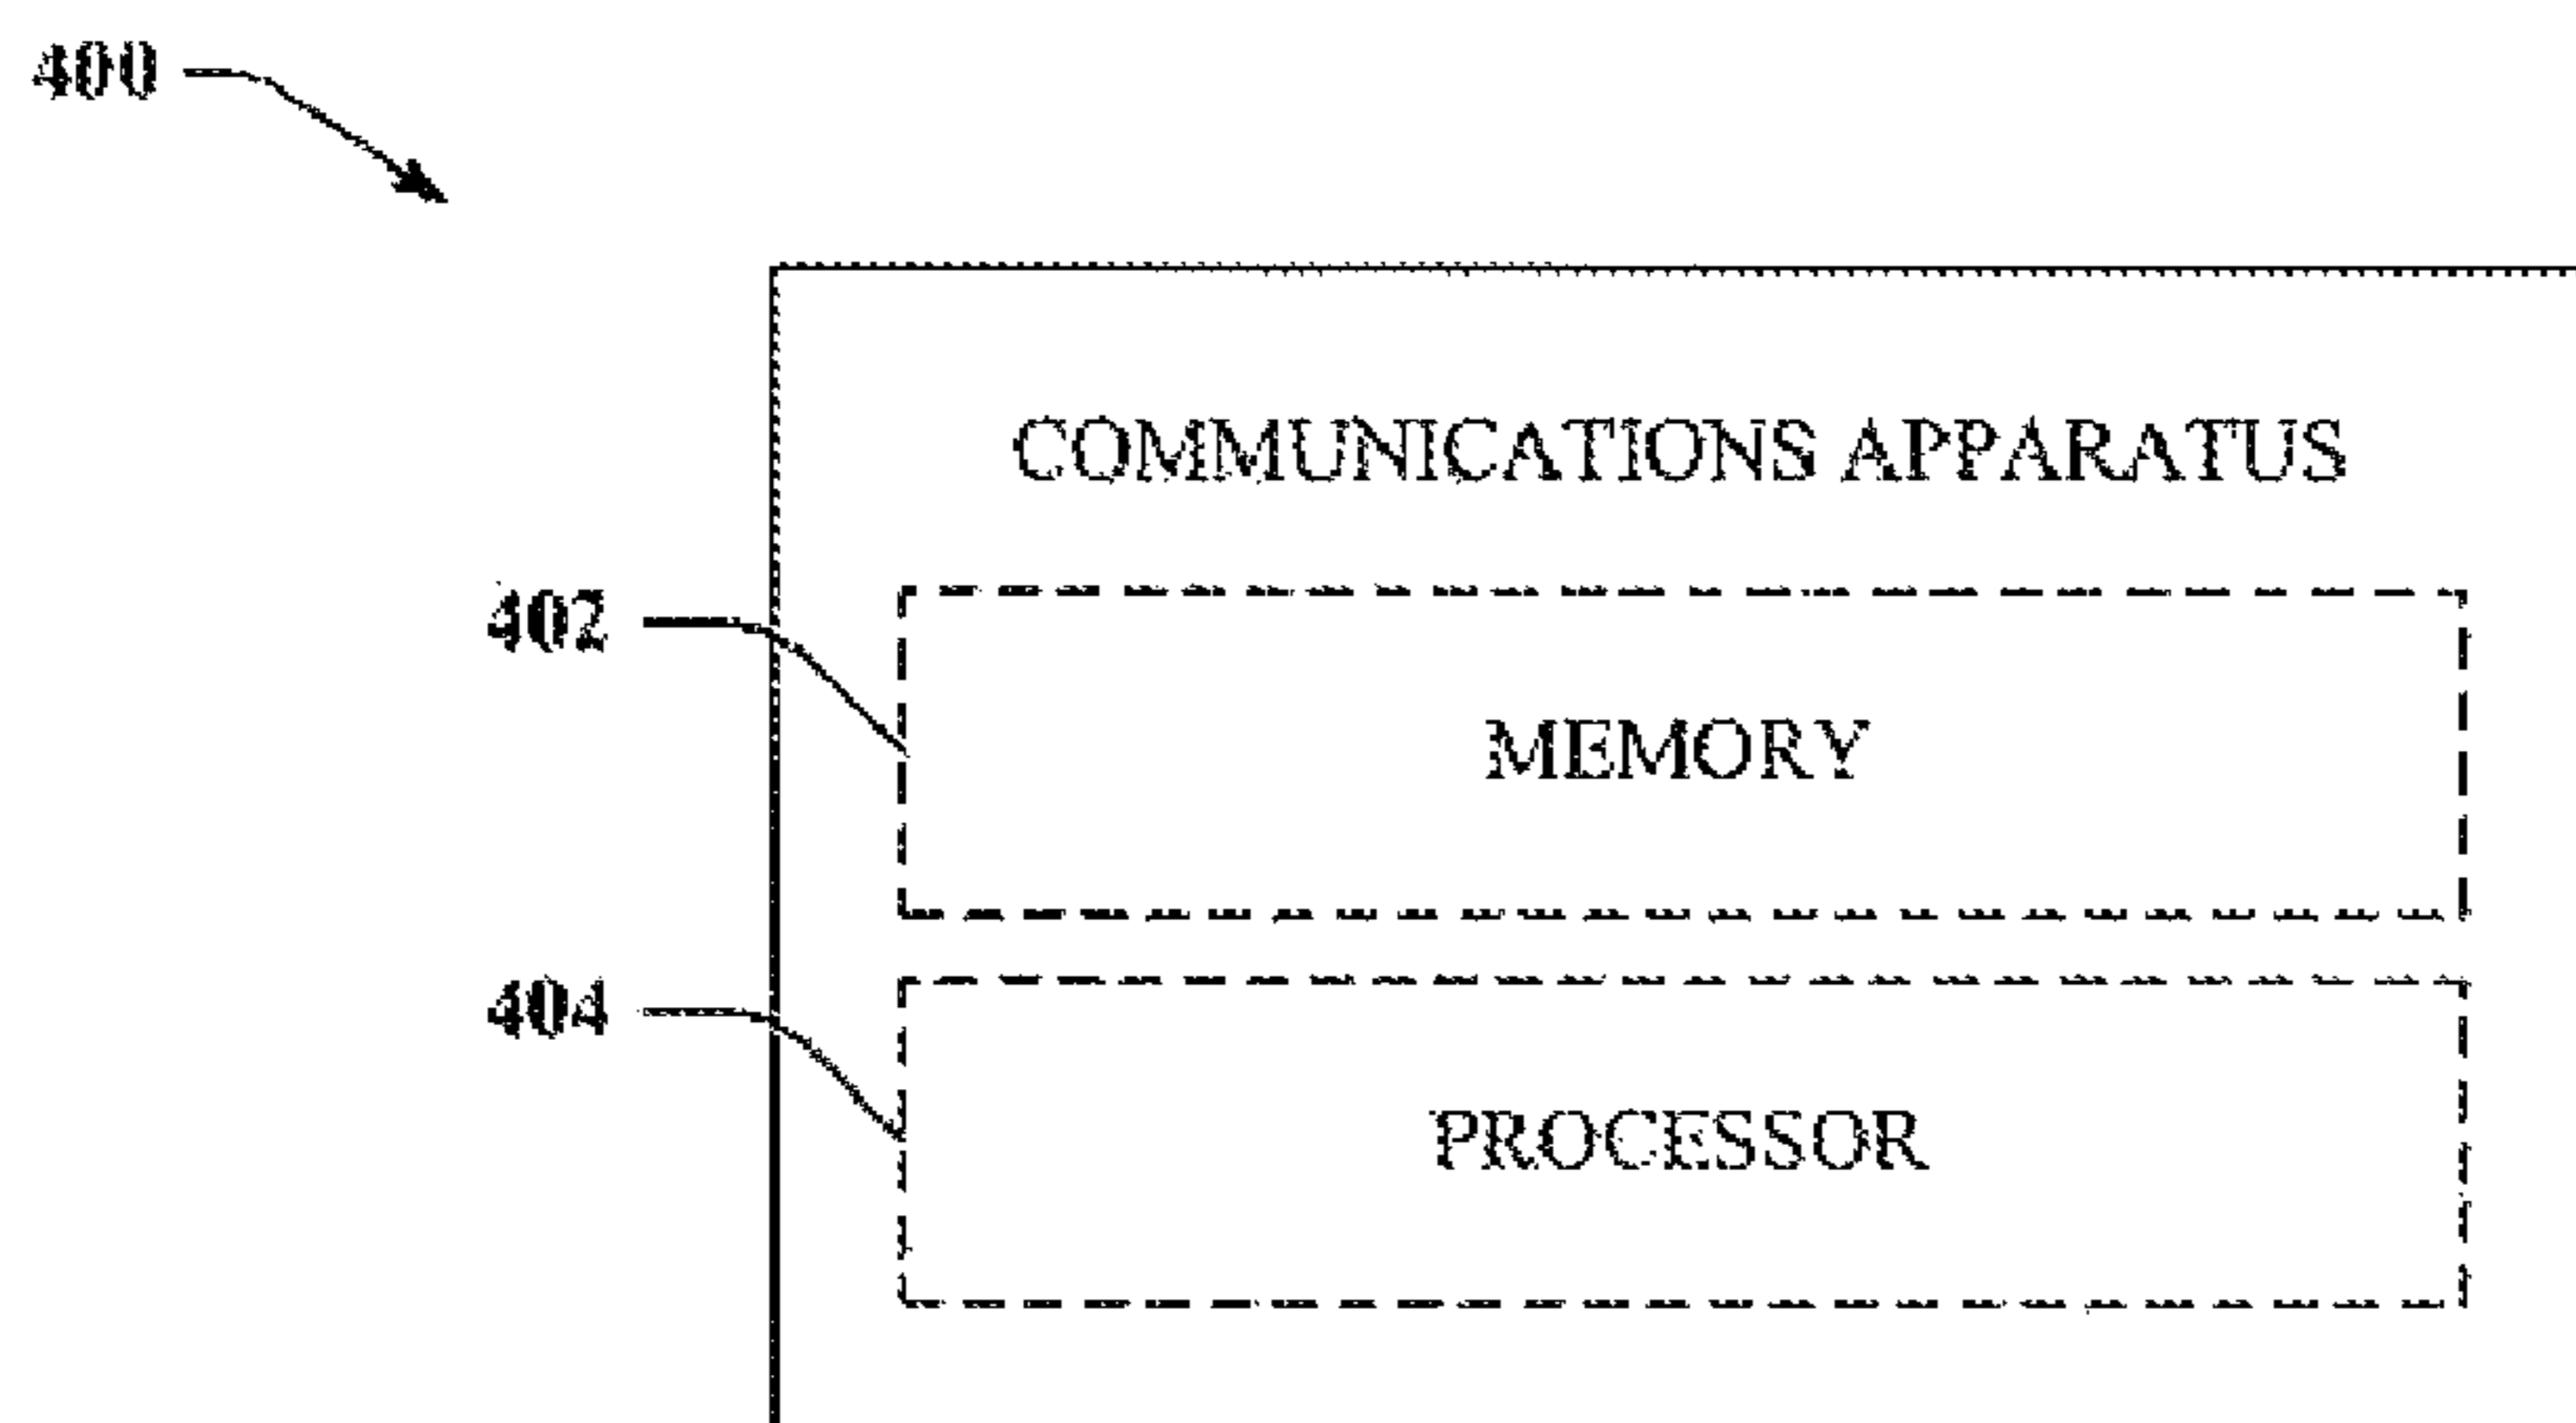 400
COMMUNICATIONS APPARATUS
402
MEMORY
404
PROCESSOR